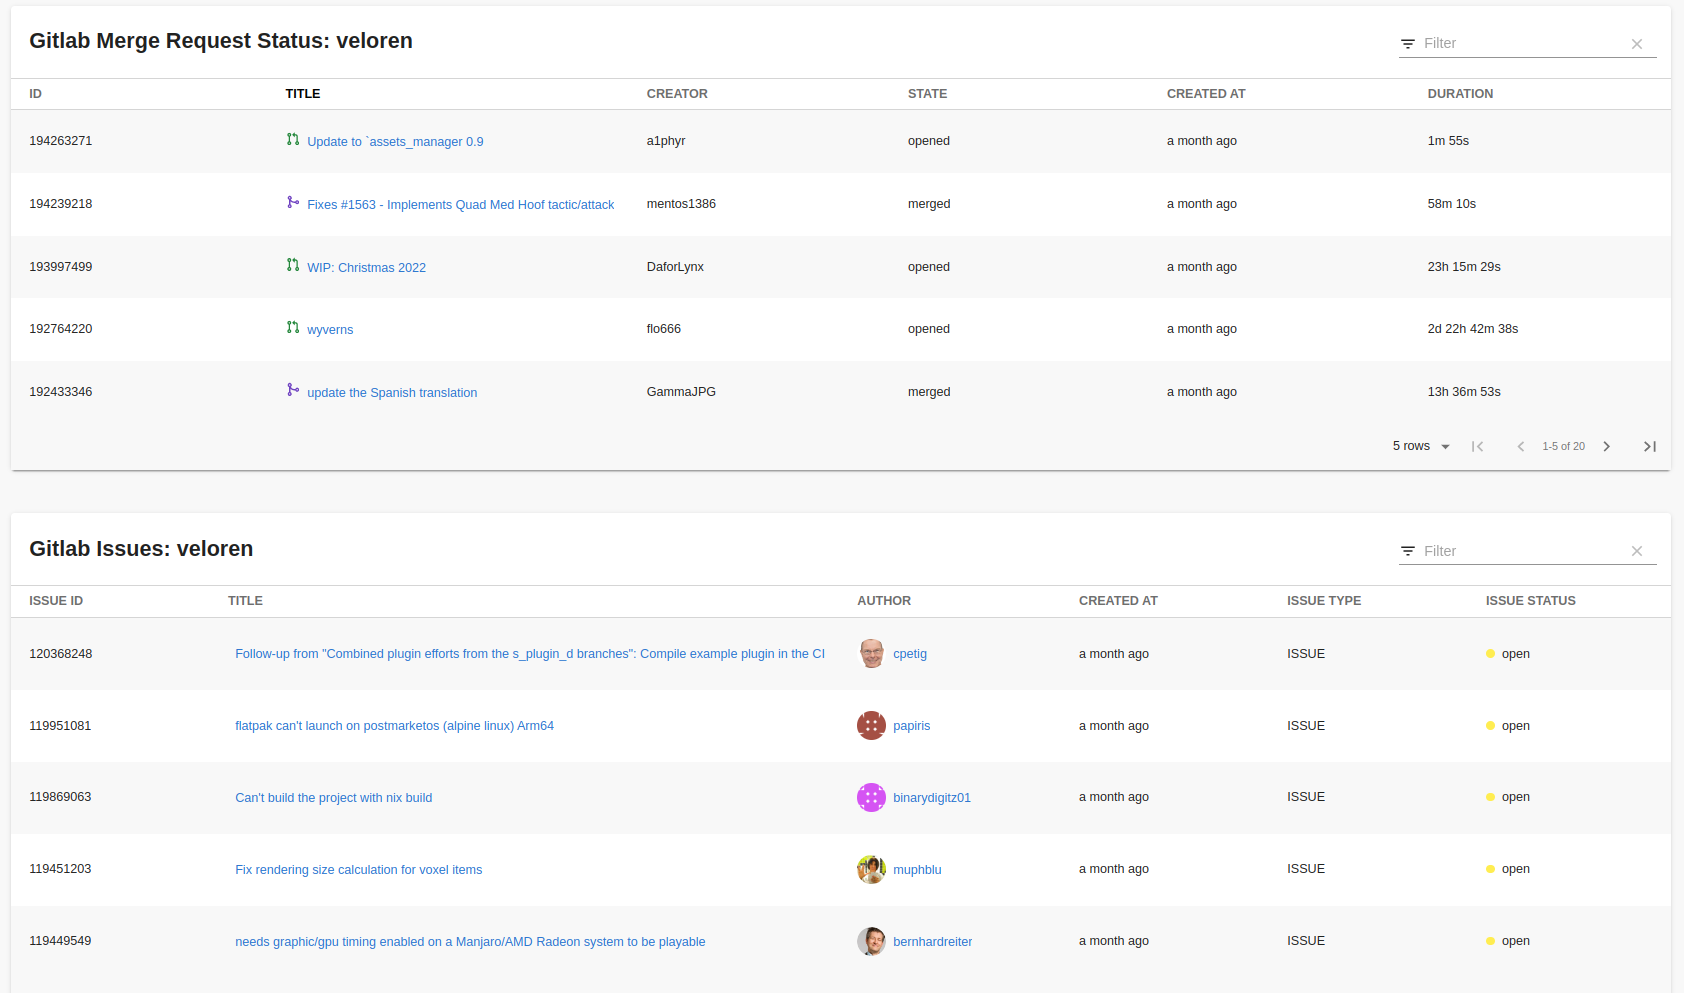 Gitlab Merge Request Status: veloren
Filter
ID TITLE CREATOR STATE CREATED AT DURATION
194263271 Update to `assets_manager 0.9 a1phyr opened a month ago 1m 55s
194239218 Fixes #1563 - Implements Quad Med Hoof tactic/attack mentos1386 merged a month ago 58m 10s
193997499 WIP: Christmas 2022 DaforLynx opened a month ago 23h 15m 29s
192764220 wyverns flo666 opened a month ago 2d 22h 42m 38s
192433346 update the Spanish translation GammaJPG merged a month ago 13h 36m 53s
5 rows 1-5 of 20
Gitlab Issues: veloren
Filter
ISSUE ID TITLE AUTHOR CREATED AT ISSUE TYPE ISSUE STATUS
120368248 Follow-up from "Combined plugin efforts from the s_plugin_d branches": Compile example plugin in the CI cpetig a month ago ISSUE open
119951081 flatpak can't launch on postmarketos (alpine linux) Arm64 papiris a month ago ISSUE open
119869063 Can't build the project with nix build binarydigitz01 a month ago ISSUE open
119451203 Fix rendering size calculation for voxel items muphblu a month ago ISSUE open
119449549 needs graphic/gpu timing enabled on a Manjaro/AMD Radeon system to be playable bernhardreiter a month ago ISSUE open